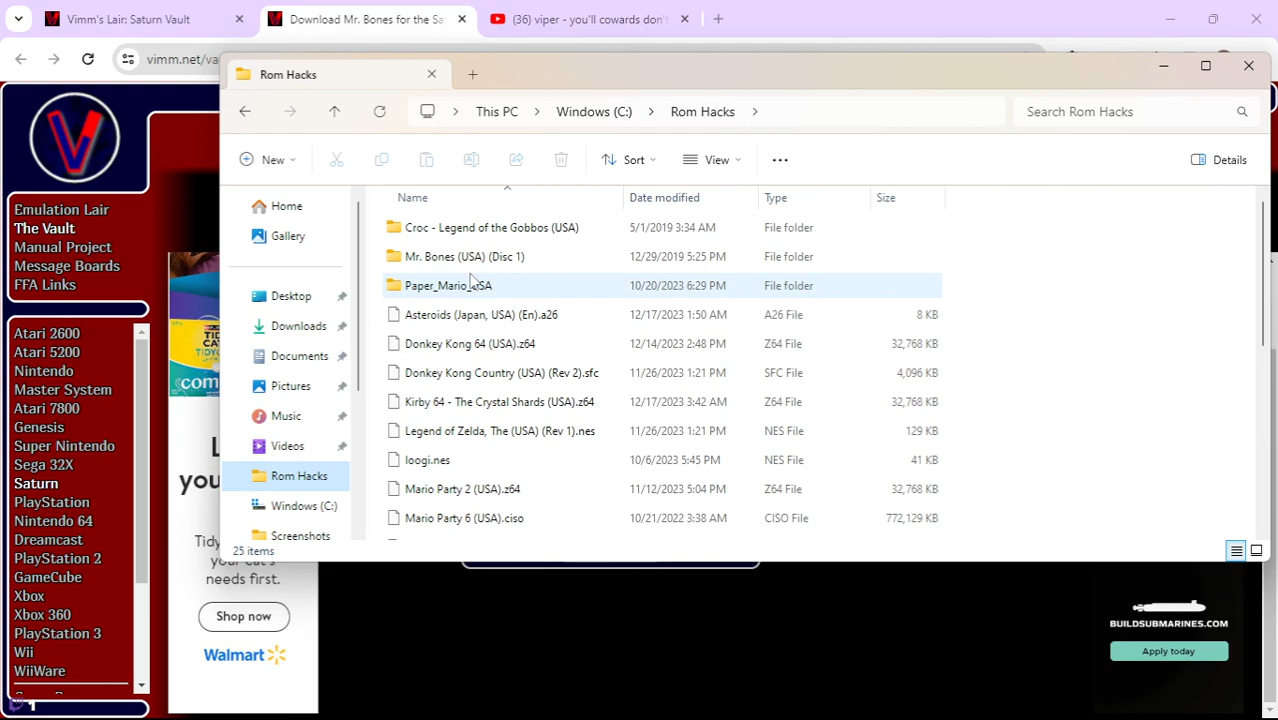 Vimm's Lair: Saturn Vault
Download Mr. Bones for the Sa
(36) viper - you'll cowards don't
vimm.net/va
Rom Hacks
This PC
Windows (C:)
Rom Hacks
Search Rom Hacks
New
Sort
View
Details
Emulation Lair
The Vault
Manual Project
Message Boards
FFA Links
Atari 2600
Atari 5200
Nintendo
Master System
Atari 7800
Genesis
Super Nintendo
Sega 32X
Saturn
PlayStation
Nintendo 64
Dreamcast
PlayStation 2
GameCube
Xbox
Xbox 360
PlayStation 3
Wii
WiiWare
1
Home
Gallery
Desktop
Downloads
Documents
Pictures
Music
Videos
Rom Hacks
Windows (C:)
Screenshots
Name Date modified Type Size
Croc - Legend of the Gobbos (USA) 5/1/2019 3:34 AM File folder
Mr. Bones (USA) (Disc 1) 12/29/2019 5:25 PM File folder
Paper_Mario_USA 10/20/2023 6:29 PM File folder
Asteroids (Japan, USA) (En).a26 12/17/2023 1:50 AM A26 File 8 KB
Donkey Kong 64 (USA).z64 12/14/2023 2:48 PM Z64 File 32,768 KB
Donkey Kong Country (USA) (Rev 2).sfc 11/26/2023 1:21 PM SFC File 4,096 KB
Kirby 64 - The Crystal Shards (USA).z64 12/17/2023 3:42 AM Z64 File 32,768 KB
Legend of Zelda, The (USA) (Rev 1).nes 11/26/2023 1:21 PM NES File 129 KB
loogi.nes 10/6/2023 5:45 PM NES File 41 KB
Mario Party 2 (USA).z64 11/12/2023 5:04 PM Z64 File 32,768 KB
Mario Party 6 (USA).ciso 10/21/2022 3:38 AM CISO File 772,129 KB
25 items
your cat's
needs first.
Shop now
Walmart
BUILDSUBMARINES.COM
Apply today